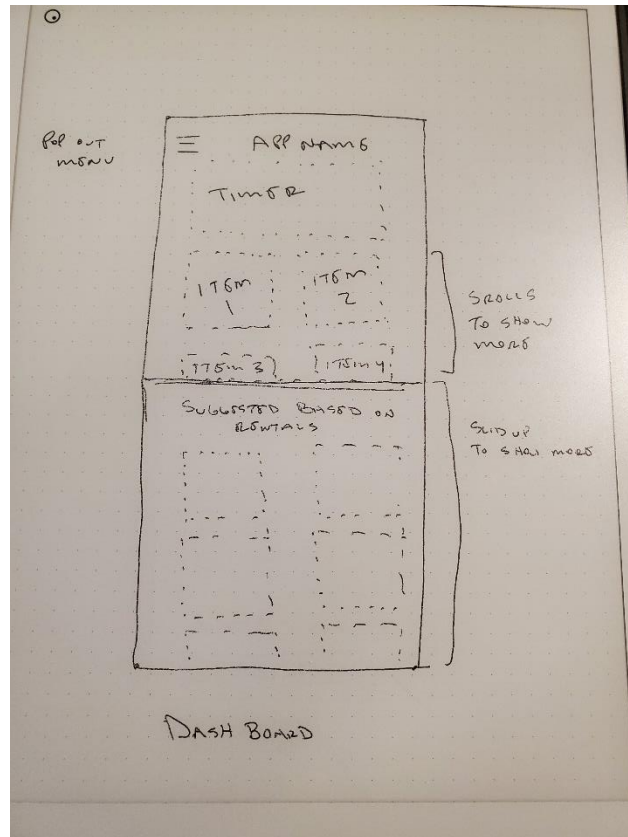 POP OUT
MENU
APP NAME
TIMER
ITEM
1
ITEM
2
ITEM 3
ITEM 4
SROLLS
TO SHOW
MORE
SUGGESTED BASED ON
RENTALS
SLID UP
TO SHOW MORE
DASH BOARD